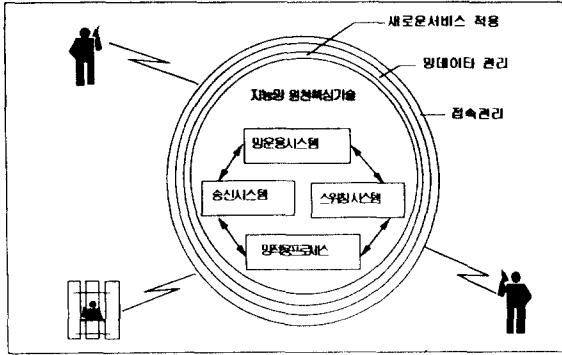 새로운서비스 적용
망데이타 관리
접속관리
지능망 원천핵심기술
망운용시스템
송신시스템
스위칭시스템
망적용프로세스